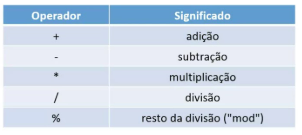 Operador Significado
+ adição
- subtração
* multiplicação
/ divisão
% resto da divisão ("mod")